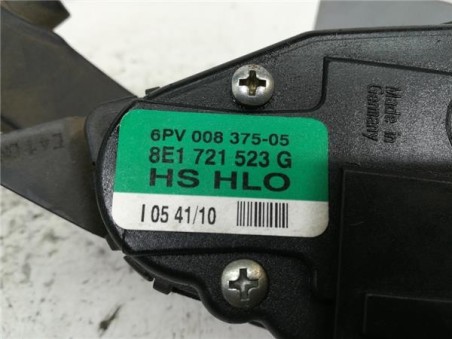 6PV 008 375-05
8E1 721 523 G
HS HLO
I 05 41/10
Made in
Germany